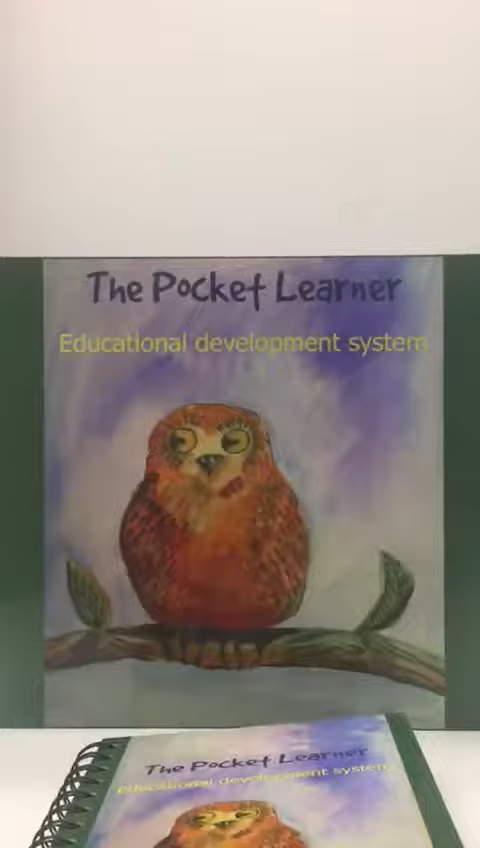 The Pocket Learner
Educational development system
The Pocket Learner
Educational development system